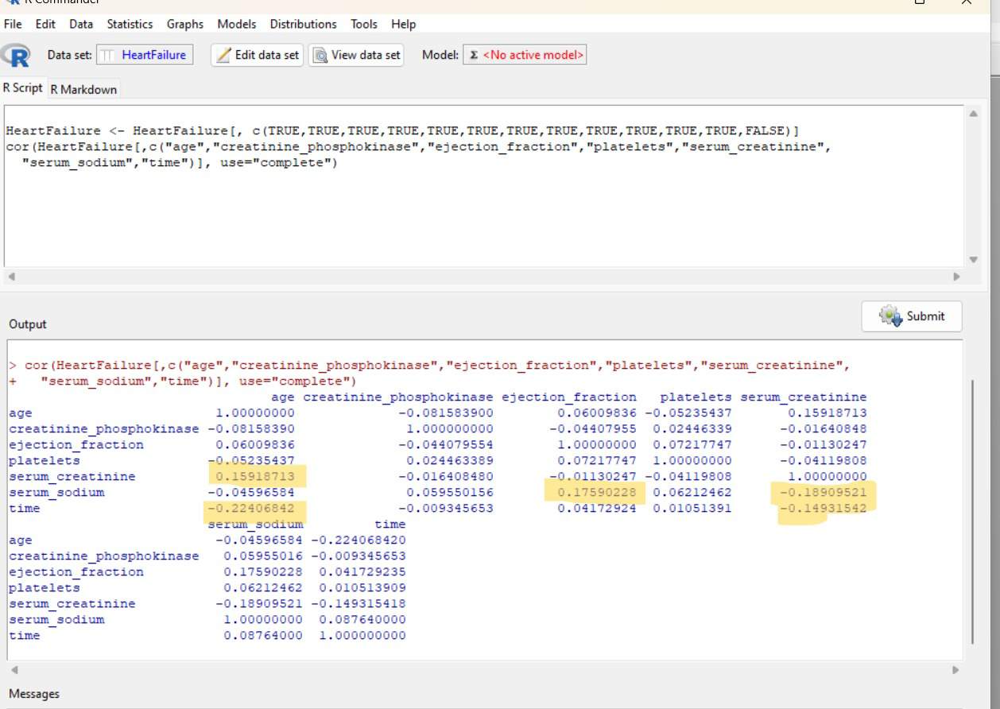 R Commander
File Edit Data Statistics Graphs Models Distributions Tools Help
R Data set: HeartFailure Edit data set View data set Model: Σ <No active model>
R Script R Markdown
HeartFailure <- HeartFailure[, c(TRUE,TRUE,TRUE,TRUE,TRUE,TRUE,TRUE,TRUE,TRUE,TRUE,TRUE,TRUE,FALSE)]
cor(HeartFailure[,c("age","creatinine_phosphokinase","ejection_fraction","platelets","serum_creatinine",
"serum_sodium","time")], use="complete")
Submit
Output
> cor(HeartFailure[,c("age","creatinine_phosphokinase","ejection_fraction","platelets","serum_creatinine",
+ "serum_sodium","time")], use="complete")
age creatinine_phosphokinase ejection_fraction platelets serum_creatinine
age 1.00000000 -0.081583900 0.06009836 -0.05235437 0.15918713
creatinine_phosphokinase -0.08158390 1.000000000 -0.04407955 0.02446339 -0.01640848
ejection_fraction 0.06009836 -0.044079554 1.00000000 0.07217747 -0.01130247
platelets -0.05235437 0.024463389 0.07217747 1.00000000 -0.04119808
serum_creatinine 0.15918713 -0.016408480 -0.01130247 -0.04119808 1.00000000
serum_sodium -0.04596584 0.059550156 0.17590228 0.06212462 -0.18909521
time -0.22406842 -0.009345653 0.04172924 0.01051391 -0.14931542
serum_sodium time
age -0.04596584 -0.224068420
creatinine_phosphokinase 0.05955016 -0.009345653
ejection_fraction 0.17590228 0.041729235
platelets 0.06212462 0.010513909
serum_creatinine -0.18909521 -0.149315418
serum_sodium 1.00000000 0.087640000
time 0.08764000 1.000000000
Messages